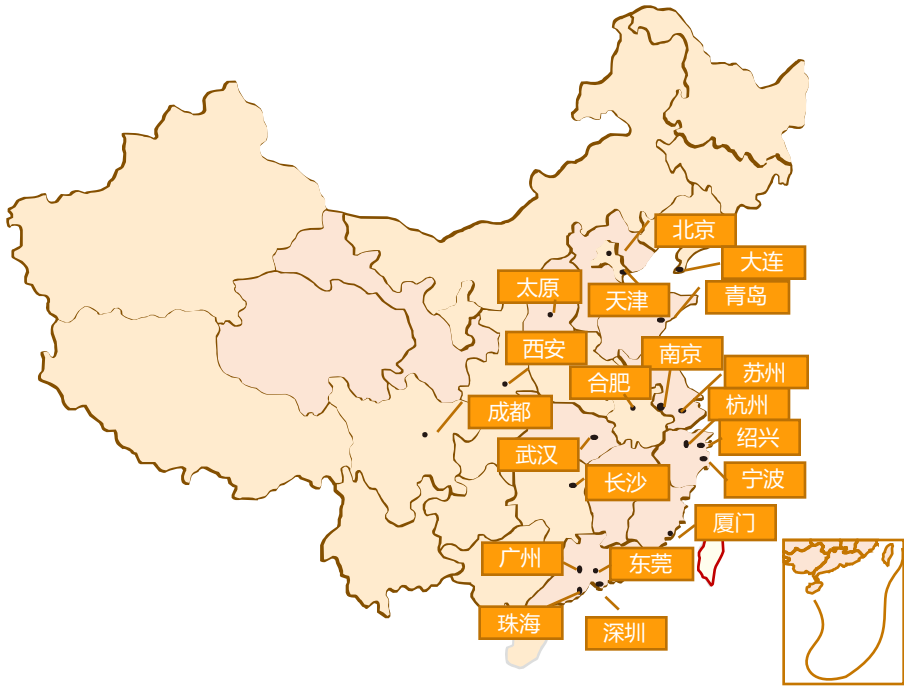 北京
大连
太原
天津
青岛
西安
南京
合肥
苏州
杭州
成都
绍兴
武汉
宁波
长沙
厦门
广州
东莞
珠海
深圳